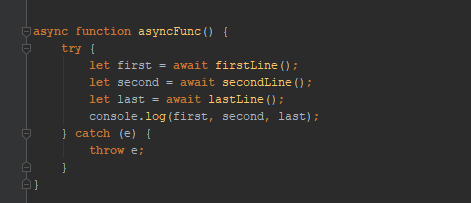 async function asyncFunc() {
    try {
        let first = await firstLine();
        let second = await secondLine();
        let last = await lastLine();
        console.log(first, second, last);
    } catch (e) {
        throw e;
    }
}